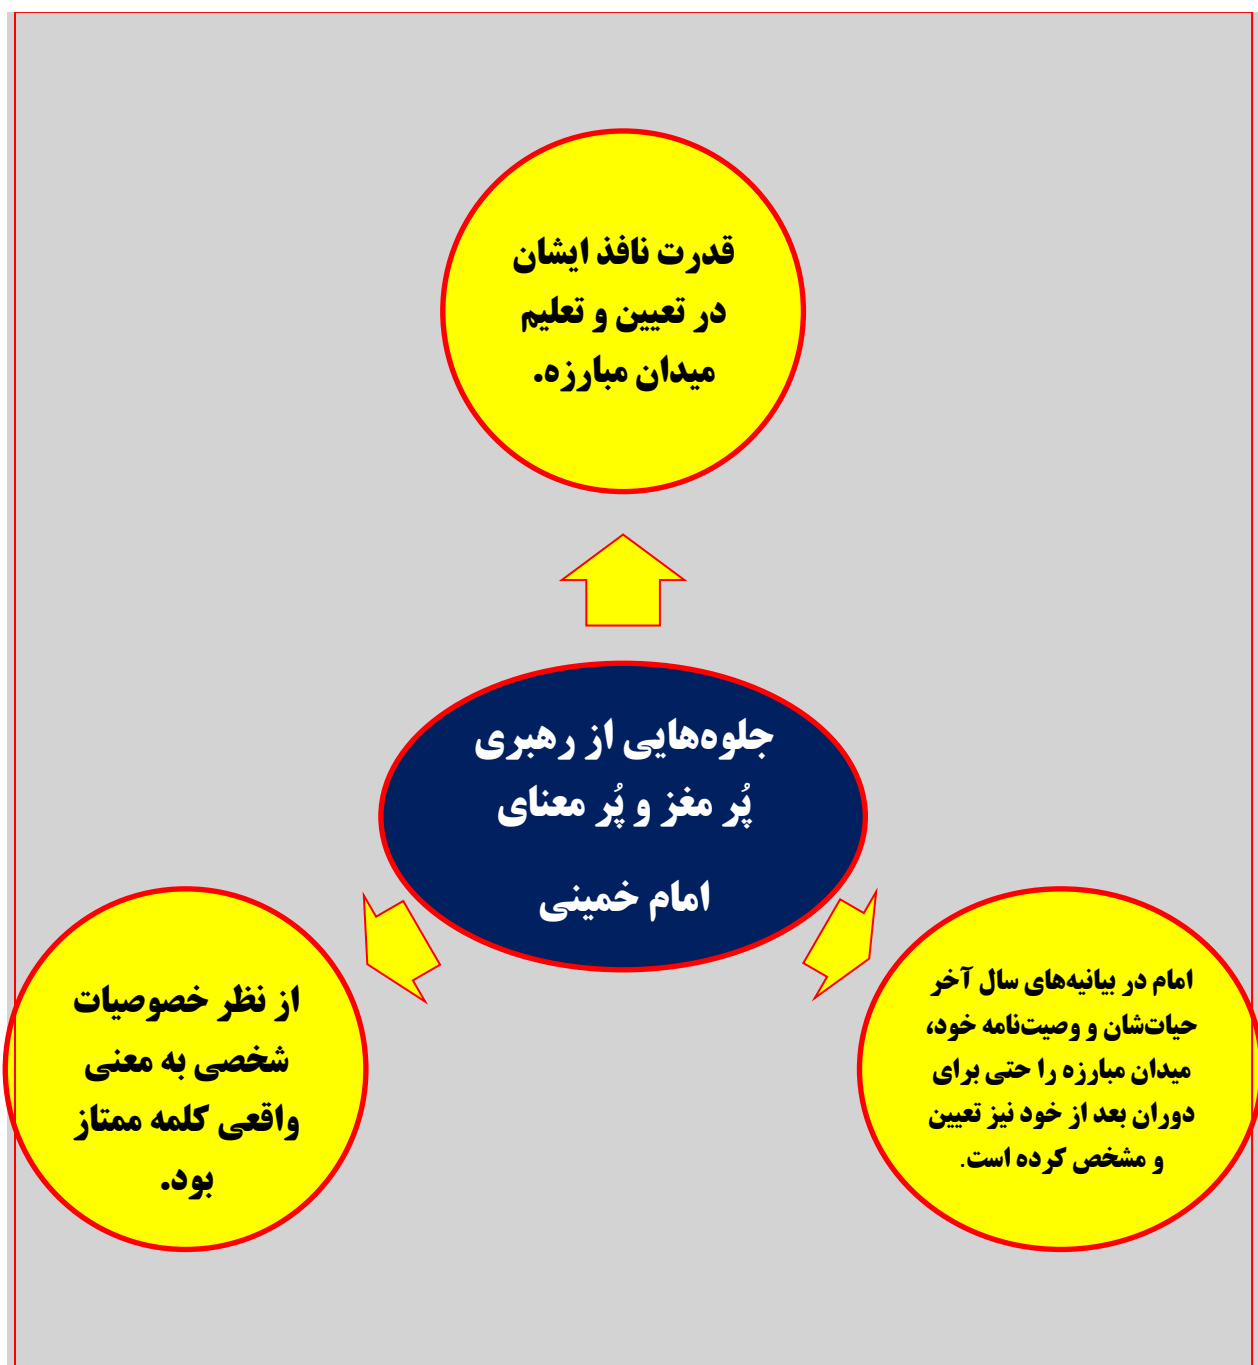 قدرت نافذ ایشان
در تعیین و تعلیم
میدان مبارزه.
جلوه‌هایی از رهبری
پُر مغز و پُر معنای
امام خمینی
امام در بیانیه‌های سال آخر
حیات‌شان و وصیت‌نامه خود،
میدان مبارزه را حتی برای
دوران بعد از خود نیز تعیین
و مشخص کرده است.
از نظر خصوصیات
شخصی به معنی
واقعی کلمه ممتاز
بود.